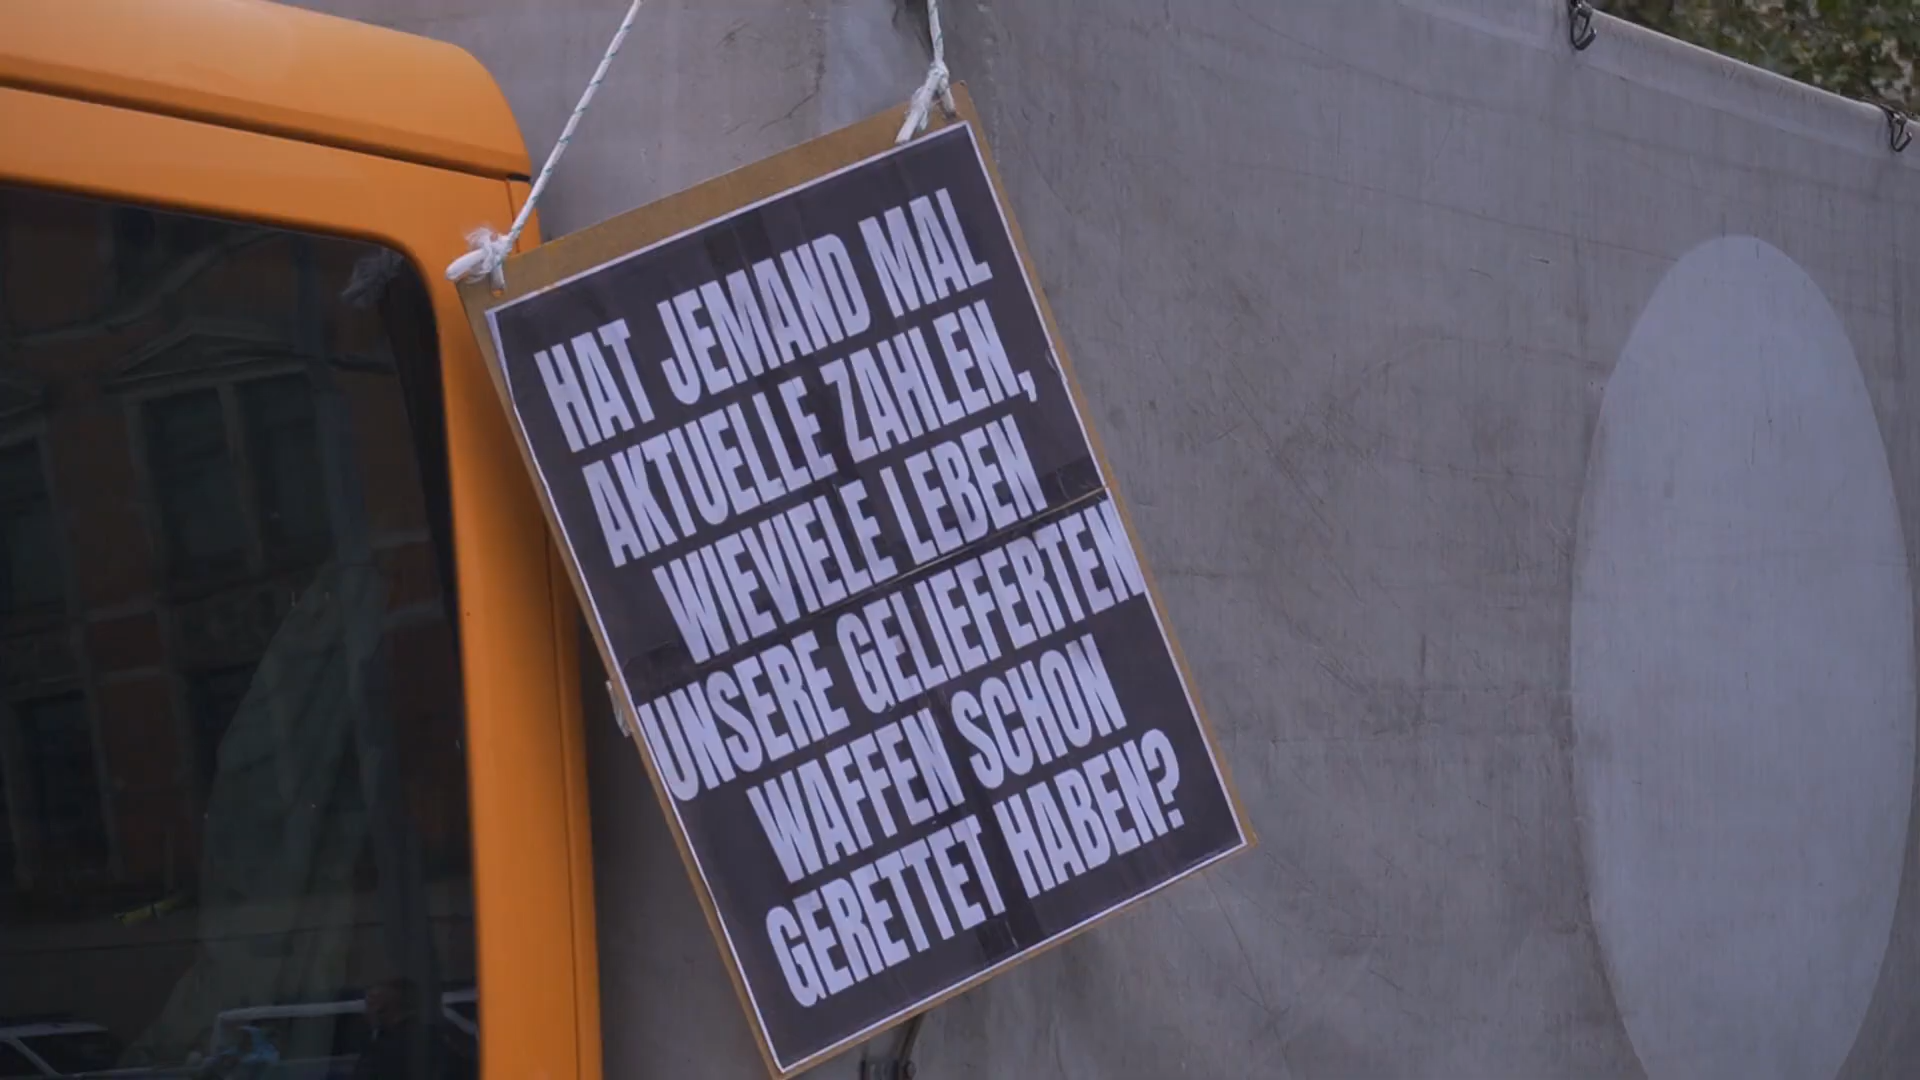 HAT JEMAND MAL
AKTUELLE ZAHLEN,
WIEVIELE LEBEN
UNSERE GELIEFERTEN
WAFFEN SCHON
GERETTET HABEN?